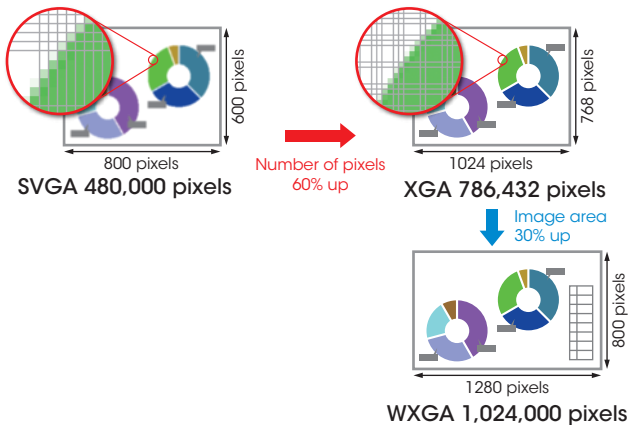 600 pixels
800 pixels
SVGA 480,000 pixels
Number of pixels
60% up
768 pixels
1024 pixels
XGA 786,432 pixels
Image area
30% up
800 pixels
1280 pixels
WXGA 1,024,000 pixels